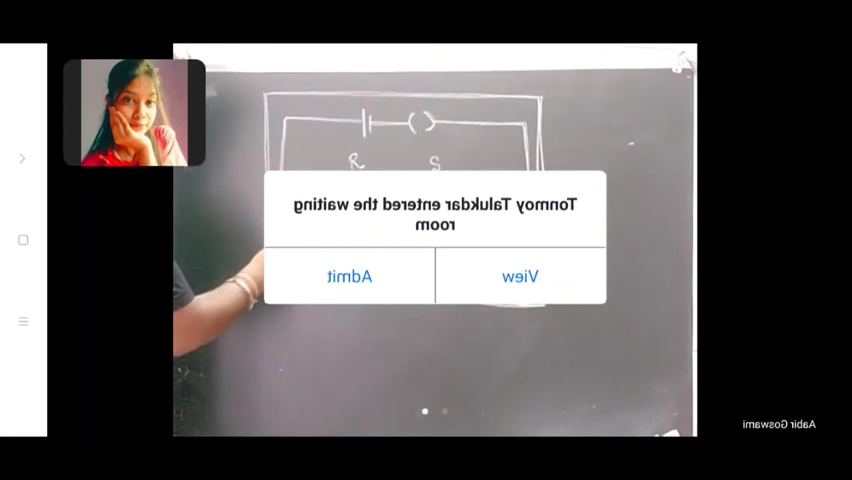 R S
Tonmoy Talukdar entered the waiting
room
View Admit
Aabir Goswami